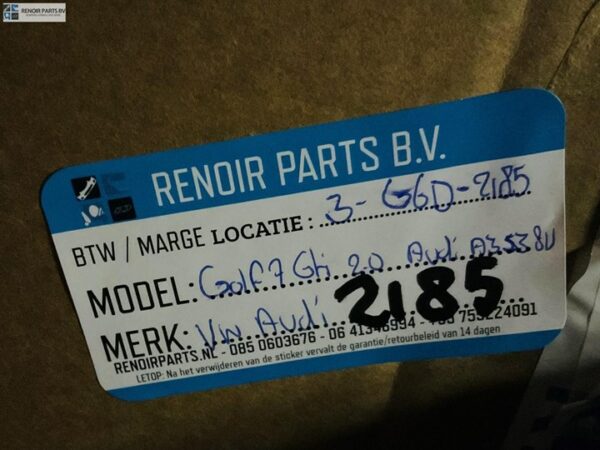 RENOIR PARTS BV
RENOIR PARTS B.V.
BTW / MARGE LOCATIE : 3-G6D-2185
MODEL: Golf 7 Gti 2.0 Audi A3 S3 8V
MERK: Vw Audi 2185
RENOIRPARTS.NL - 085 0603676 - 06 41346994 - 753224091
LETOP: Na het verwijderen van de sticker vervalt de garantie/retourbeleid van 14 dagen